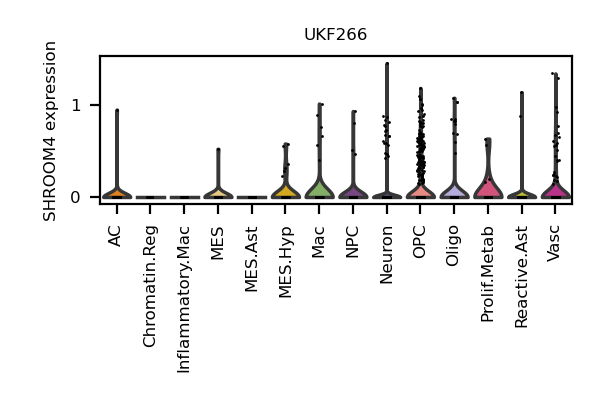 UKF266
SHROOM4 expression
1
0
AC
Chromatin.Reg
Inflammatory.Mac
MES
MES.Ast
MES.Hyp
Mac
NPC
Neuron
OPC
Oligo
Prolif.Metab
Reactive.Ast
Vasc